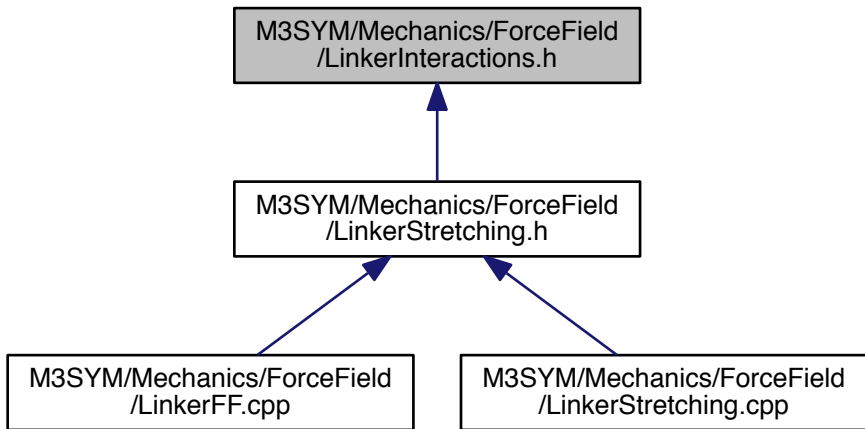 M3SYM/Mechanics/ForceField
/LinkerInteractions.h
M3SYM/Mechanics/ForceField
/LinkerStretching.h
M3SYM/Mechanics/ForceField
/LinkerFF.cpp
M3SYM/Mechanics/ForceField
/LinkerStretching.cpp